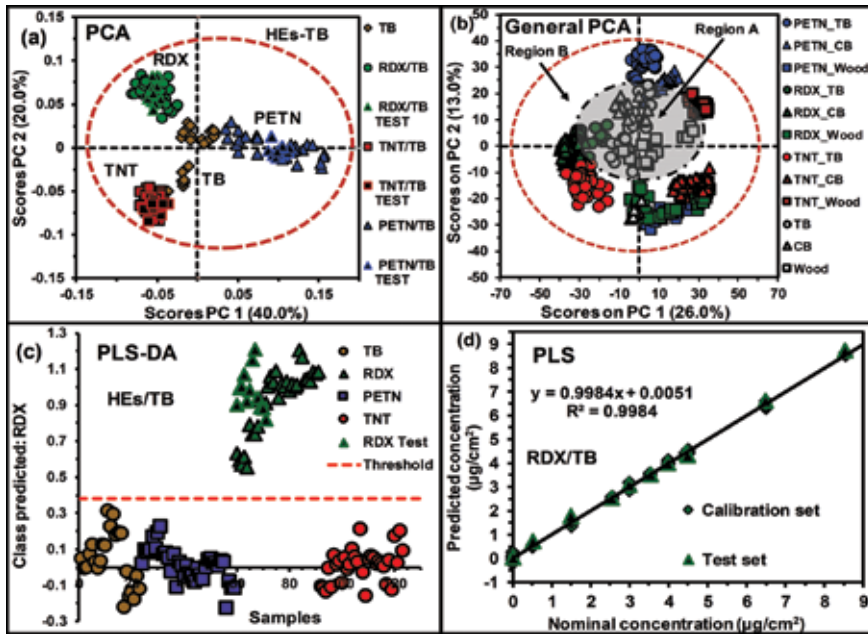 (a) PCA
HEs-TB
RDX
PETN
TNT
TB
Scores PC 2 (20.0%)
0.15
0.1
0.05
0
-0.05
-0.1
-0.15
-0.15
-0.05
0.05
0.15
Scores PC 1 (40.0%)
TB
RDX/TB
RDX/TB
TEST
TNT/TB
TNT/TB
TEST
PETN/TB
PETN/TB
TEST
(b) General PCA
Region B
Region A
Scores on PC 2 (13.0%)
50
40
30
20
10
0
-10
-20
-30
-40
-50
-70
-40
-10
30
70
Scores on PC 1 (26.0%)
PETN_TB
PETN_CB
PETN_Wood
RDX_TB
RDX_CB
RDX_Wood
TNT_TB
TNT_CB
TNT_Wood
TB
CB
Wood
(c) PLS-DA
HEs/TB
Class predicted: RDX
1.3
1.1
0.9
0.7
0.5
0.3
0.1
-0.1
-0.3
0
80
Samples
TB
RDX
PETN
TNT
RDX Test
Threshold
(d) PLS
y = 0.9984x + 0.0051
R² = 0.9984
RDX/TB
Calibration set
Test set
Predicted concentration
(µg/cm²)
9
8
7
6
5
4
3
2
1
0
-1
0
1
2
3
4
5
6
7
8
9
Nominal concentration (µg/cm²)